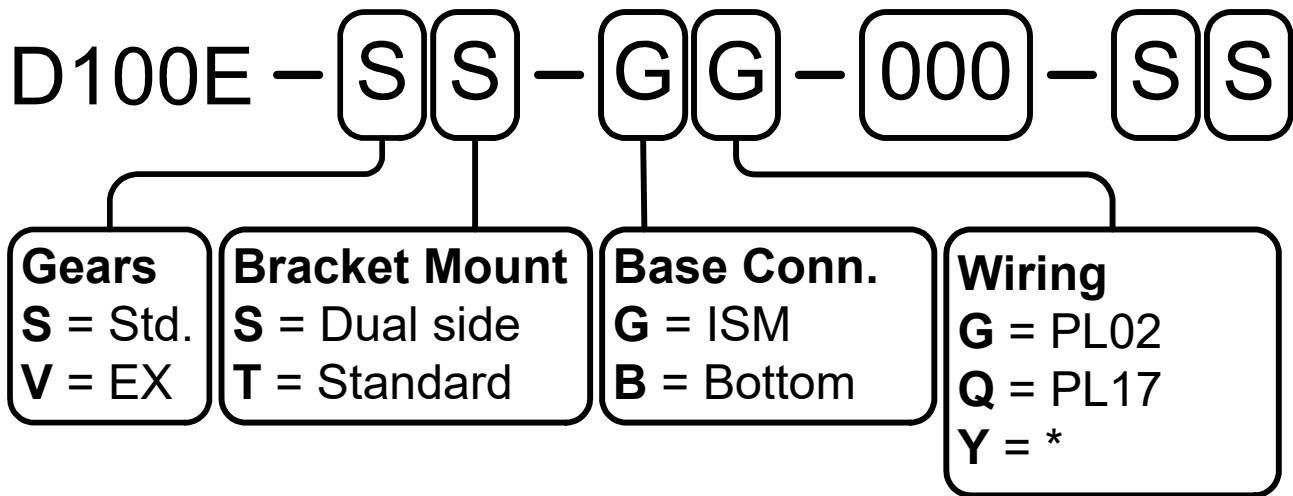 D100E – S S – G G – 000 – S S
Gears
S = Std.
V = EX
Bracket Mount
S = Dual side
T = Standard
Base Conn.
G = ISM
B = Bottom
Wiring
G = PL02
Q = PL17
Y = *